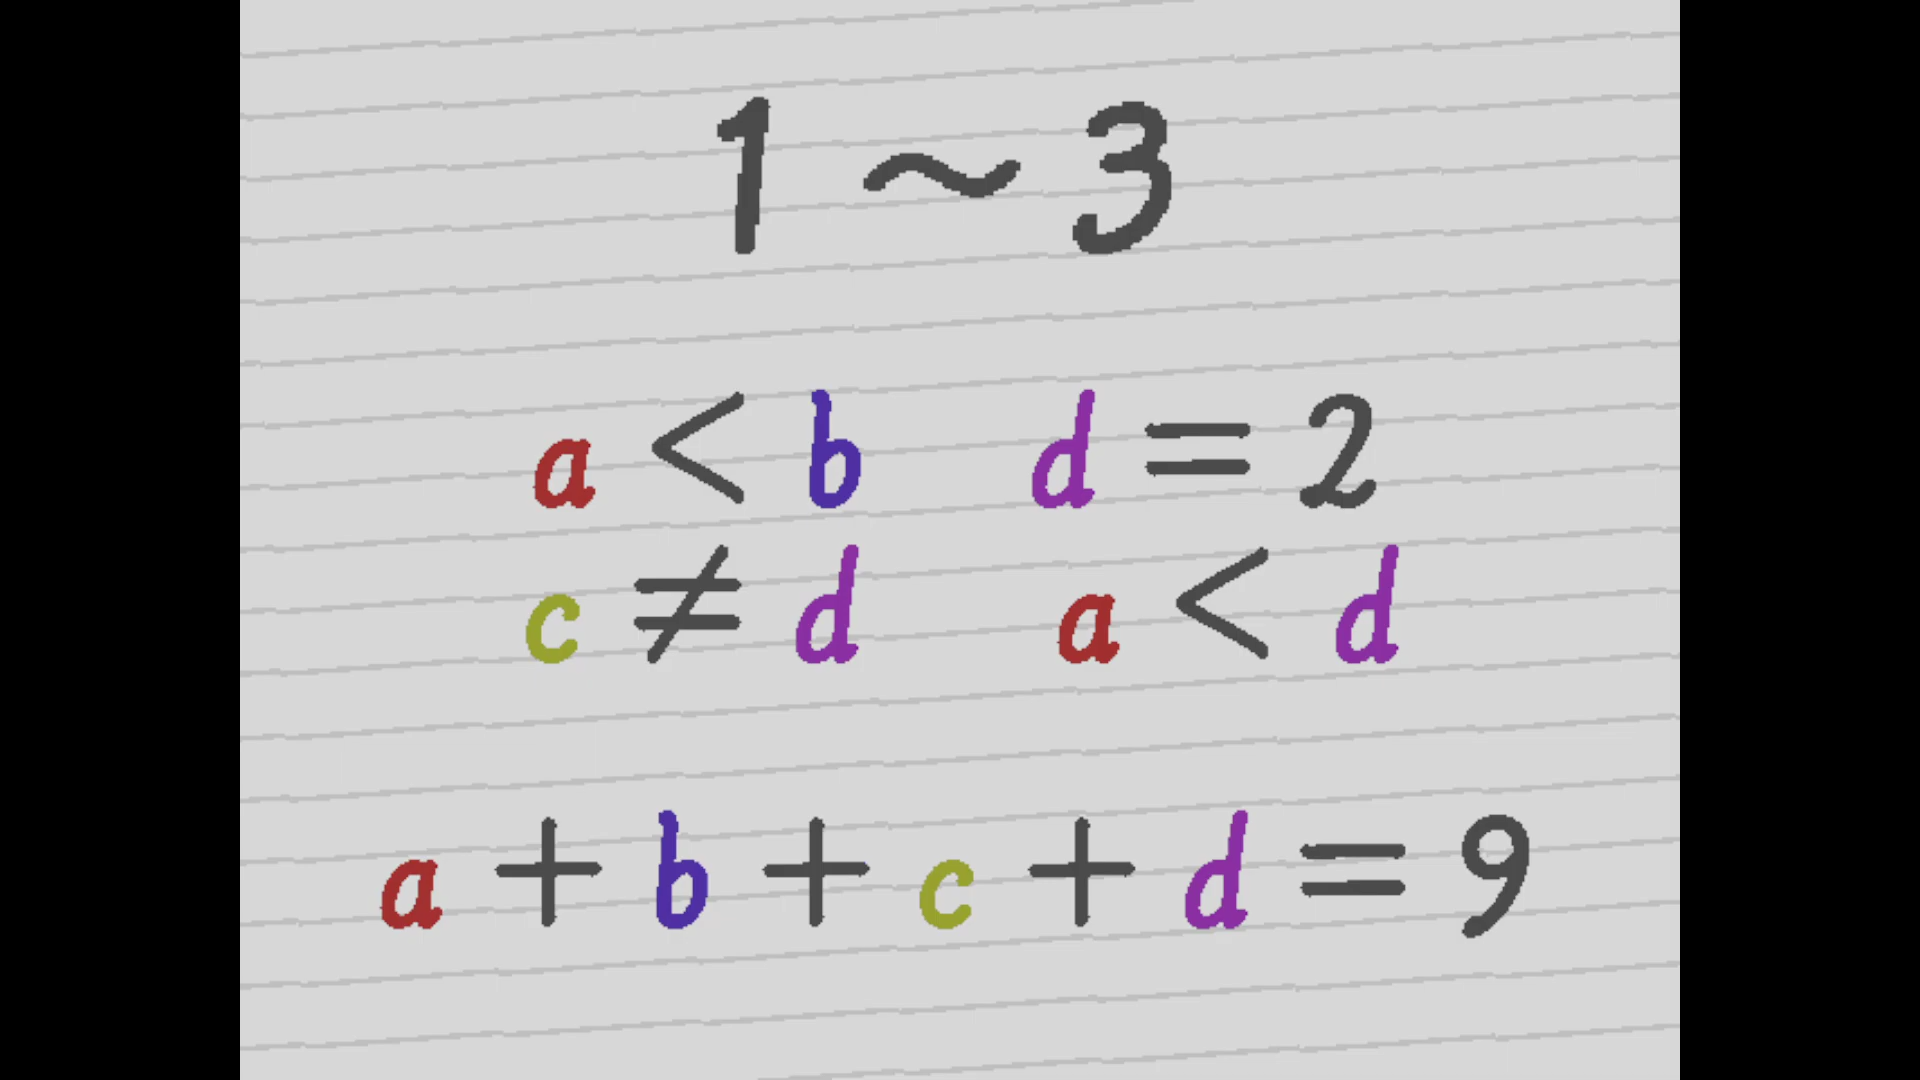 1 ~ 3
a < b d = 2
c ≠ d a < d
a + b + c + d = 9